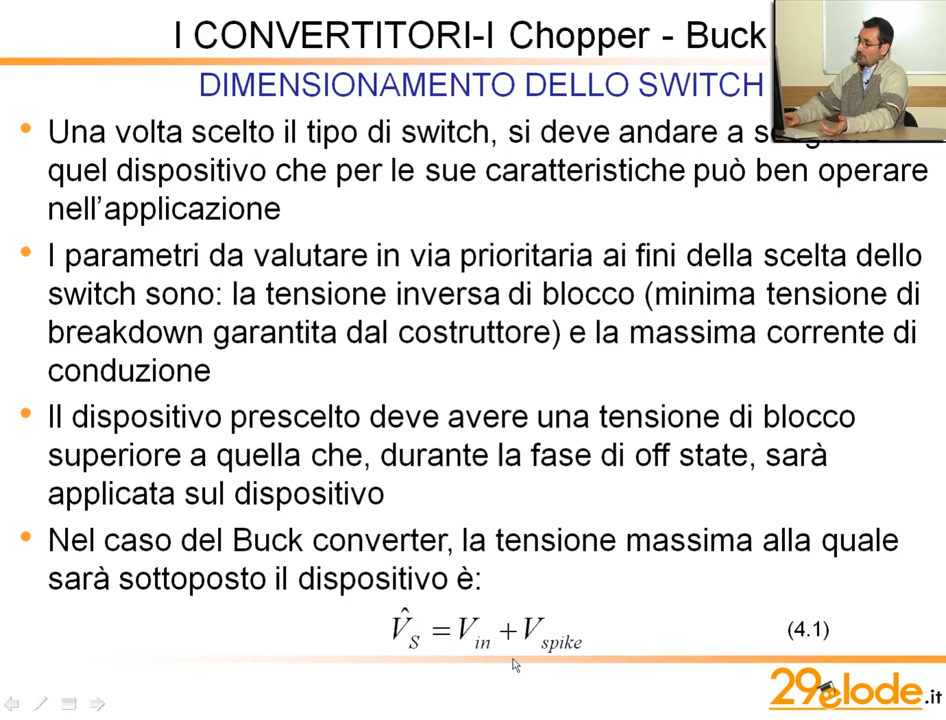 I CONVERTITORI-I Chopper - Buck
DIMENSIONAMENTO DELLO SWITCH
• Una volta scelto il tipo di switch, si deve andare a
quel dispositivo che per le sue caratteristiche può ben operare
nell'applicazione
• I parametri da valutare in via prioritaria ai fini della scelta dello
switch sono: la tensione inversa di blocco (minima tensione di
breakdown garantita dal costruttore) e la massima corrente di
conduzione
• Il dispositivo prescelto deve avere una tensione di blocco
superiore a quella che, durante la fase di off state, sarà
applicata sul dispositivo
• Nel caso del Buck converter, la tensione massima alla quale
sarà sottoposto il dispositivo è:
V̂_S = V_in + V_spike (4.1)
29elode.it